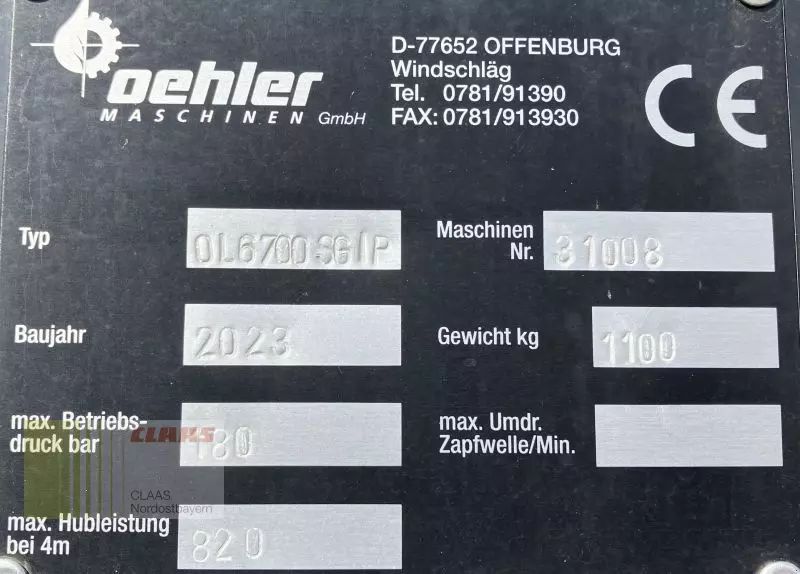 oehler
MASCHINEN GmbH
D-77652 OFFENBURG
Windschläg
Tel. 0781/91390
FAX: 0781/913930
CE
Typ
OL6700SG/P
Maschinen
Nr.
31008
Baujahr
2023
Gewicht kg
1100
max. Betriebs-
druck bar
180
max. Umdr.
Zapfwelle/Min.
max. Hubleistung
bei 4m
820
CLAAS
CLAAS
Nordostbayern